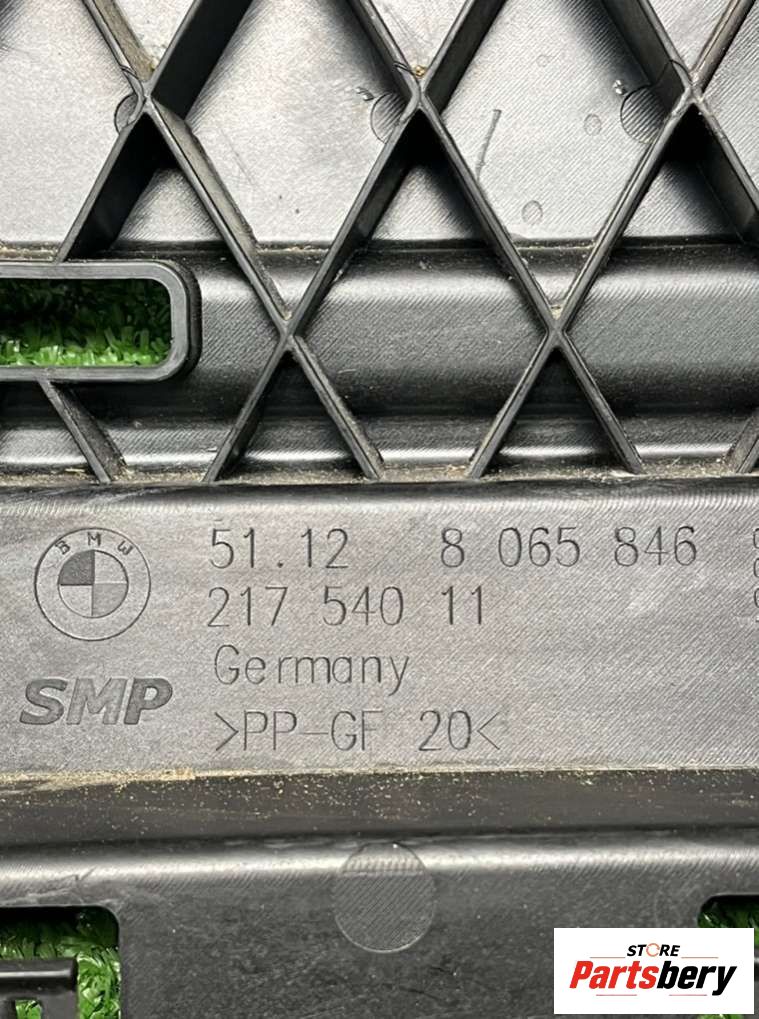 BMW
51.12 8 065 846
217 540 11
Germany
SMP
>PP-GF 20<
STORE
Partsbery